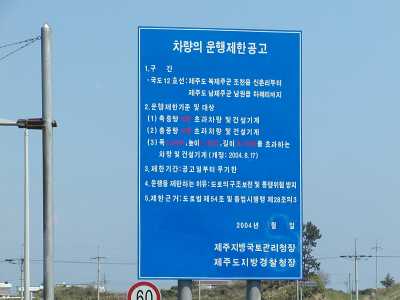 차량의 운행제한공고
1. 구 간
- 국도12호선: 제주도 북제주군 조천읍 신촌리부터
제주도 남제주군 남원읍 하례리까지
2. 운행제한기준 및 대상
(1) 축중량 초과차량 및 건설기계
(2) 총중량 초과차량 및 건설기계
(3) 폭 높이 길이 를 초과하는
차량 및 건설기계 (개정: 2004. 8. 17)
3. 제한기간: 공고일부터 무기한
4. 운행을 제한하는 이유: 도로의 구조보전 및 통행위험 방지
5. 제한근거: 도로법 제54조 및 동법시행령 제28조의3
2004년 월 일
제주지방국토관리청장
제주도지방경찰청장
60